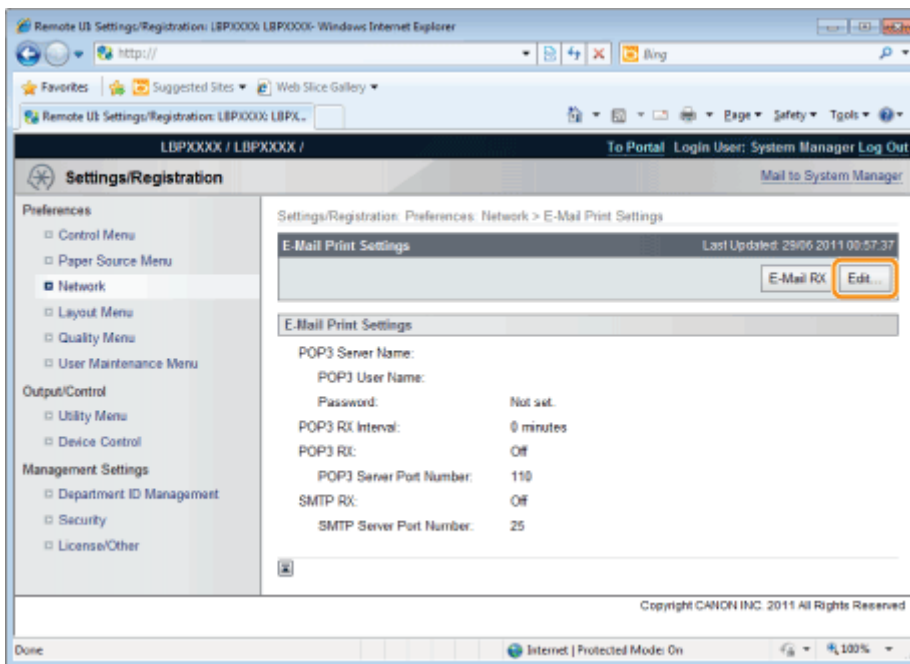 Remote UI: Settings/Registration: LBPXXXX: LBPXXXX- Windows Internet Explorer
http://
Bing
Favorites Suggested Sites Web Slice Gallery
Remote UI: Settings/Registration: LBPXXXX: LBPX...
Page Safety Tools
LBPXXXX / LBPXXXX /
To Portal Login User: System Manager Log Out
Settings/Registration
Mail to System Manager
Preferences
Control Menu
Paper Source Menu
Network
Layout Menu
Quality Menu
User Maintenance Menu
Output/Control
Utility Menu
Device Control
Management Settings
Department ID Management
Security
License/Other
Settings/Registration: Preferences: Network > E-Mail Print Settings
E-Mail Print Settings Last Updated: 29/06 2011 00:57:37
E-Mail RX Edit...
E-Mail Print Settings
POP3 Server Name:
POP3 User Name:
Password: Not set.
POP3 RX Interval: 0 minutes
POP3 RX: Off
POP3 Server Port Number: 110
SMTP RX: Off
SMTP Server Port Number: 25
Copyright CANON INC. 2011 All Rights Reserved
Done Internet | Protected Mode: On 100%